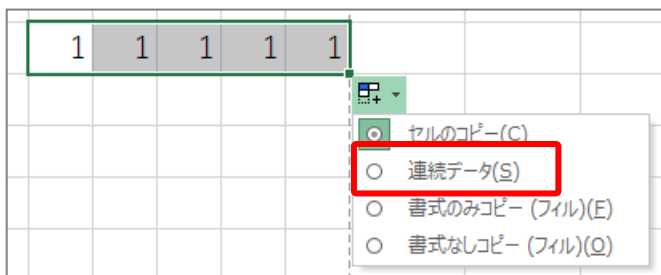 1 1 1 1 1
セルのコピー(C)
連続データ(S)
書式のみコピー (フィル)(F)
書式なしコピー (フィル)(O)